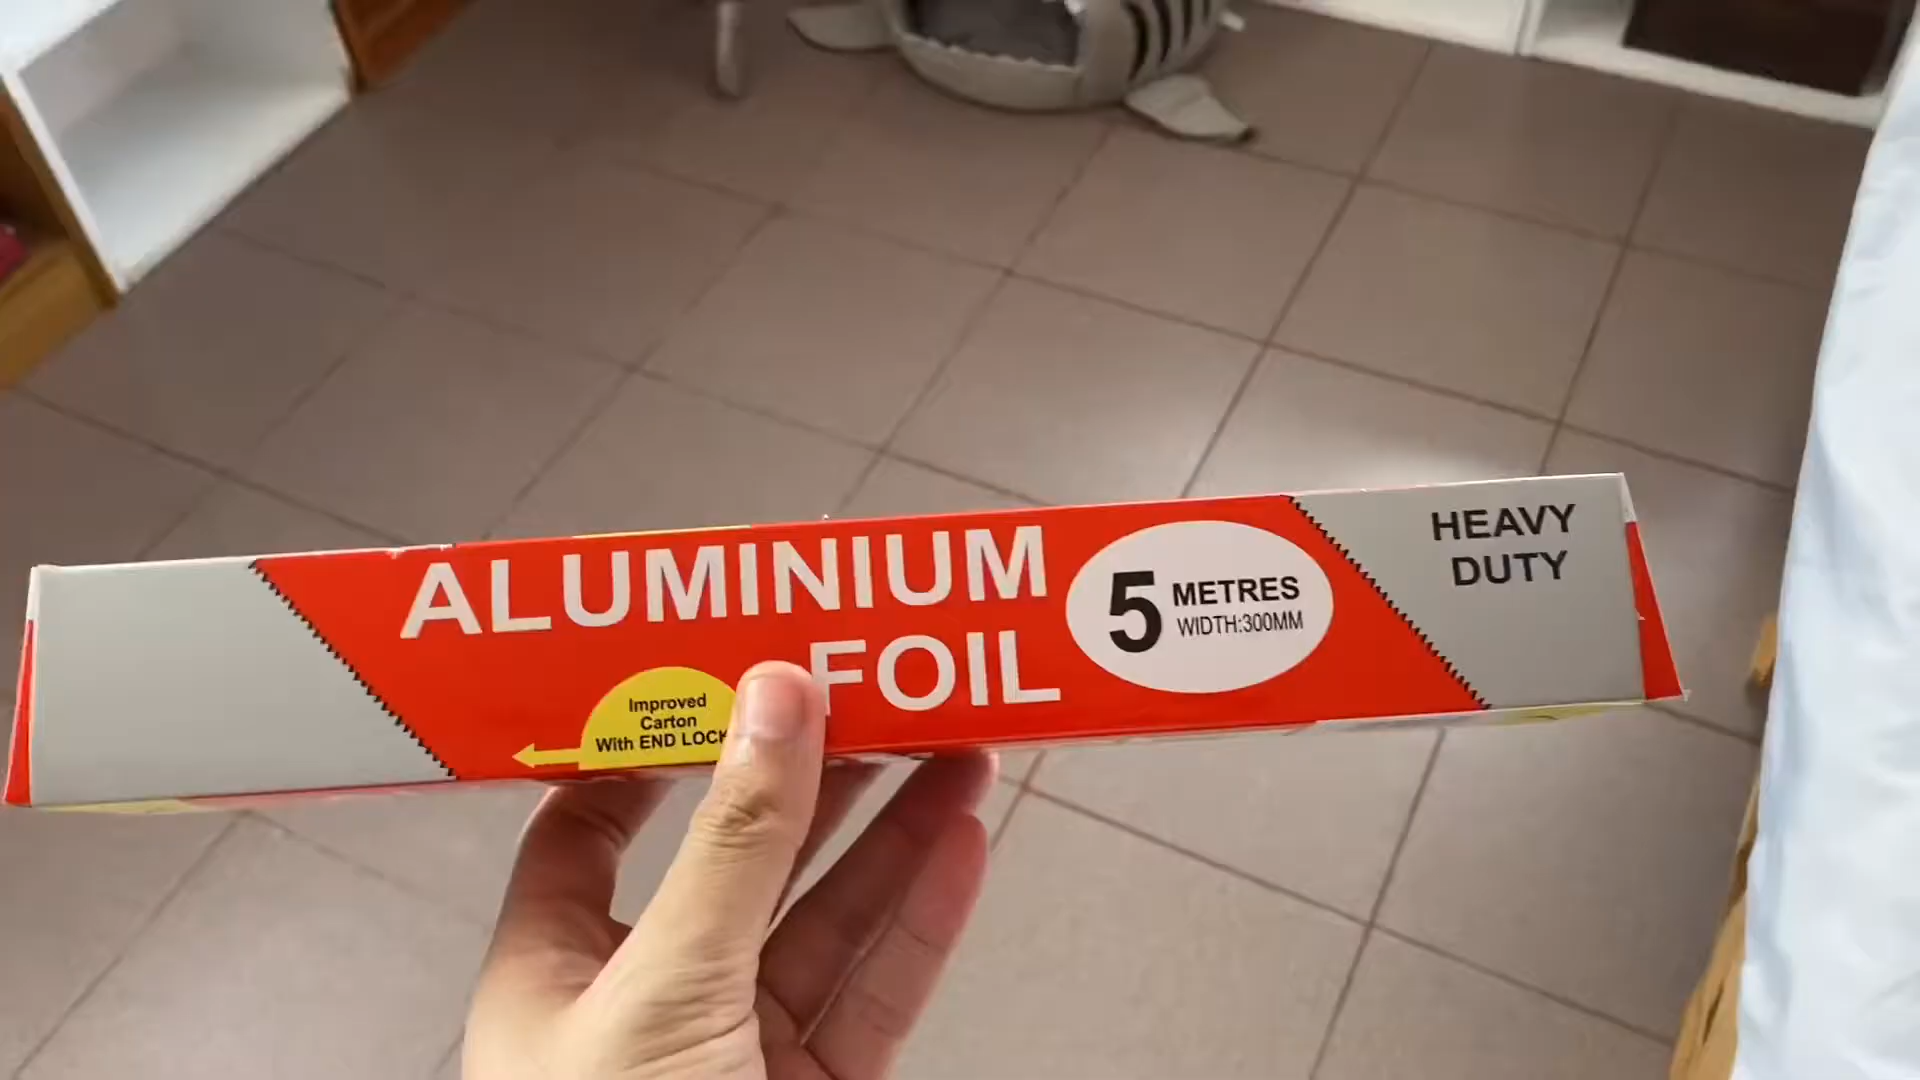 ALUMINIUM
FOIL
5 METRES
WIDTH:300MM
HEAVY
DUTY
Improved
Carton
With END LOCK